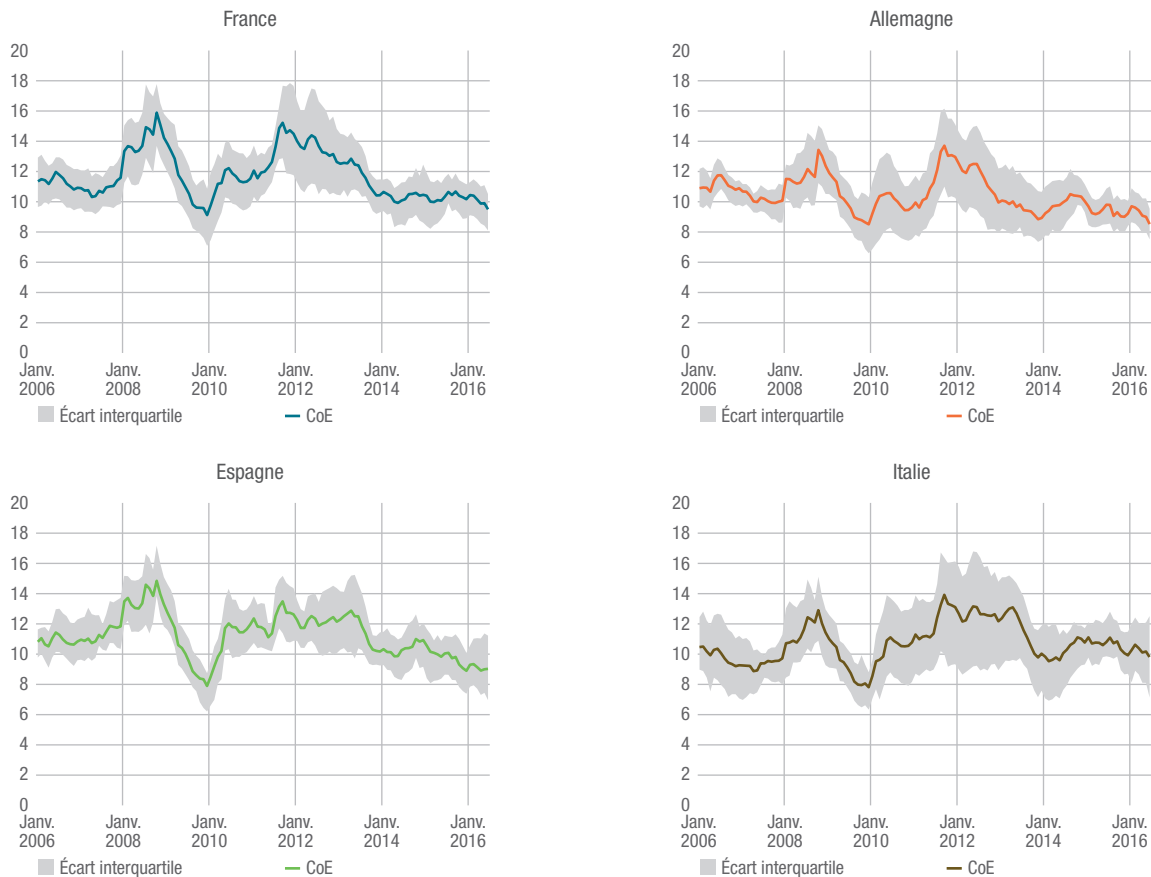 France
20
18
16
14
12
10
8
6
4
2
0
Janv.
2006
Janv.
2008
Janv.
2010
Janv.
2012
Janv.
2014
Janv.
2016
Écart interquartile
CoE
Allemagne
20
18
16
14
12
10
8
6
4
2
0
Janv.
2006
Janv.
2008
Janv.
2010
Janv.
2012
Janv.
2014
Janv.
2016
Écart interquartile
CoE
Espagne
20
18
16
14
12
10
8
6
4
2
0
Janv.
2006
Janv.
2008
Janv.
2010
Janv.
2012
Janv.
2014
Janv.
2016
Écart interquartile
CoE
Italie
20
18
16
14
12
10
8
6
4
2
0
Janv.
2006
Janv.
2008
Janv.
2010
Janv.
2012
Janv.
2014
Janv.
2016
Écart interquartile
CoE